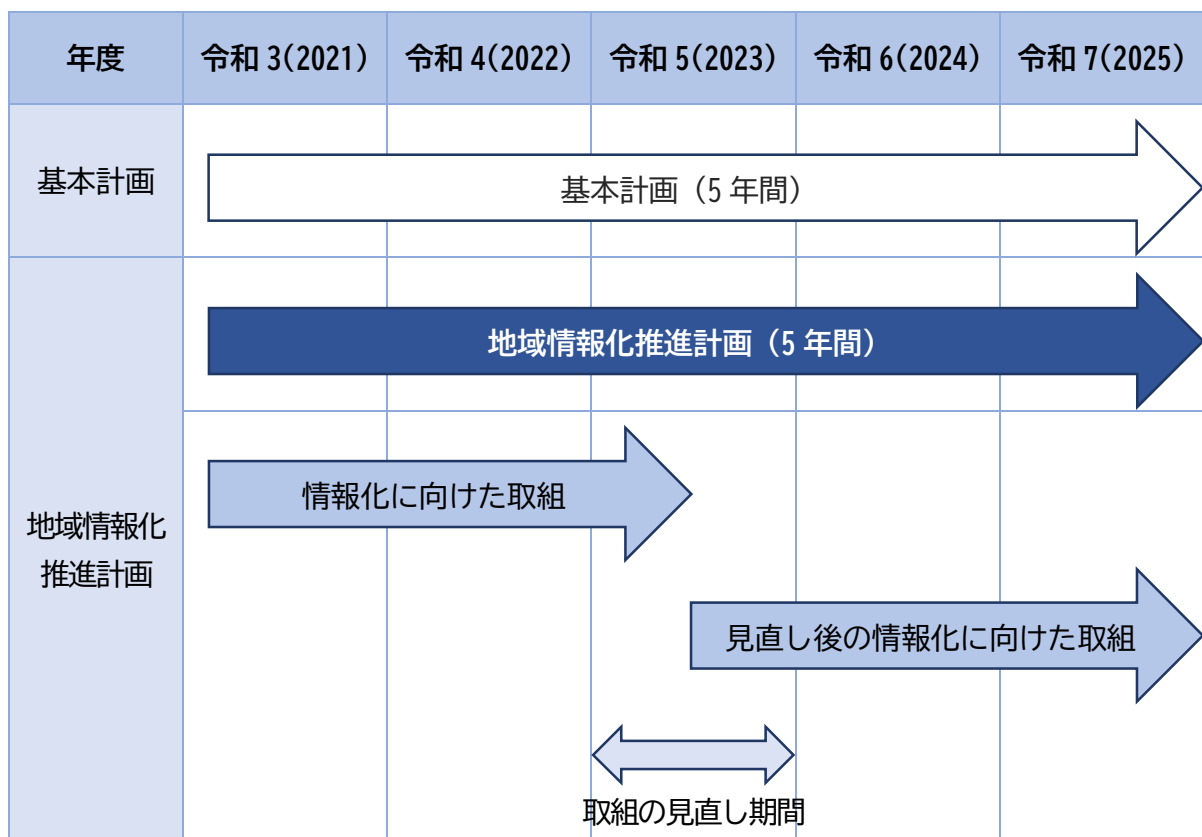 年度 令和 3(2021) 令和 4(2022) 令和 5(2023) 令和 6(2024) 令和 7(2025)
基本計画
基本計画（5 年間）
地域情報化推進計画（5 年間）
地域情報化
推進計画
情報化に向けた取組
見直し後の情報化に向けた取組
取組の見直し期間